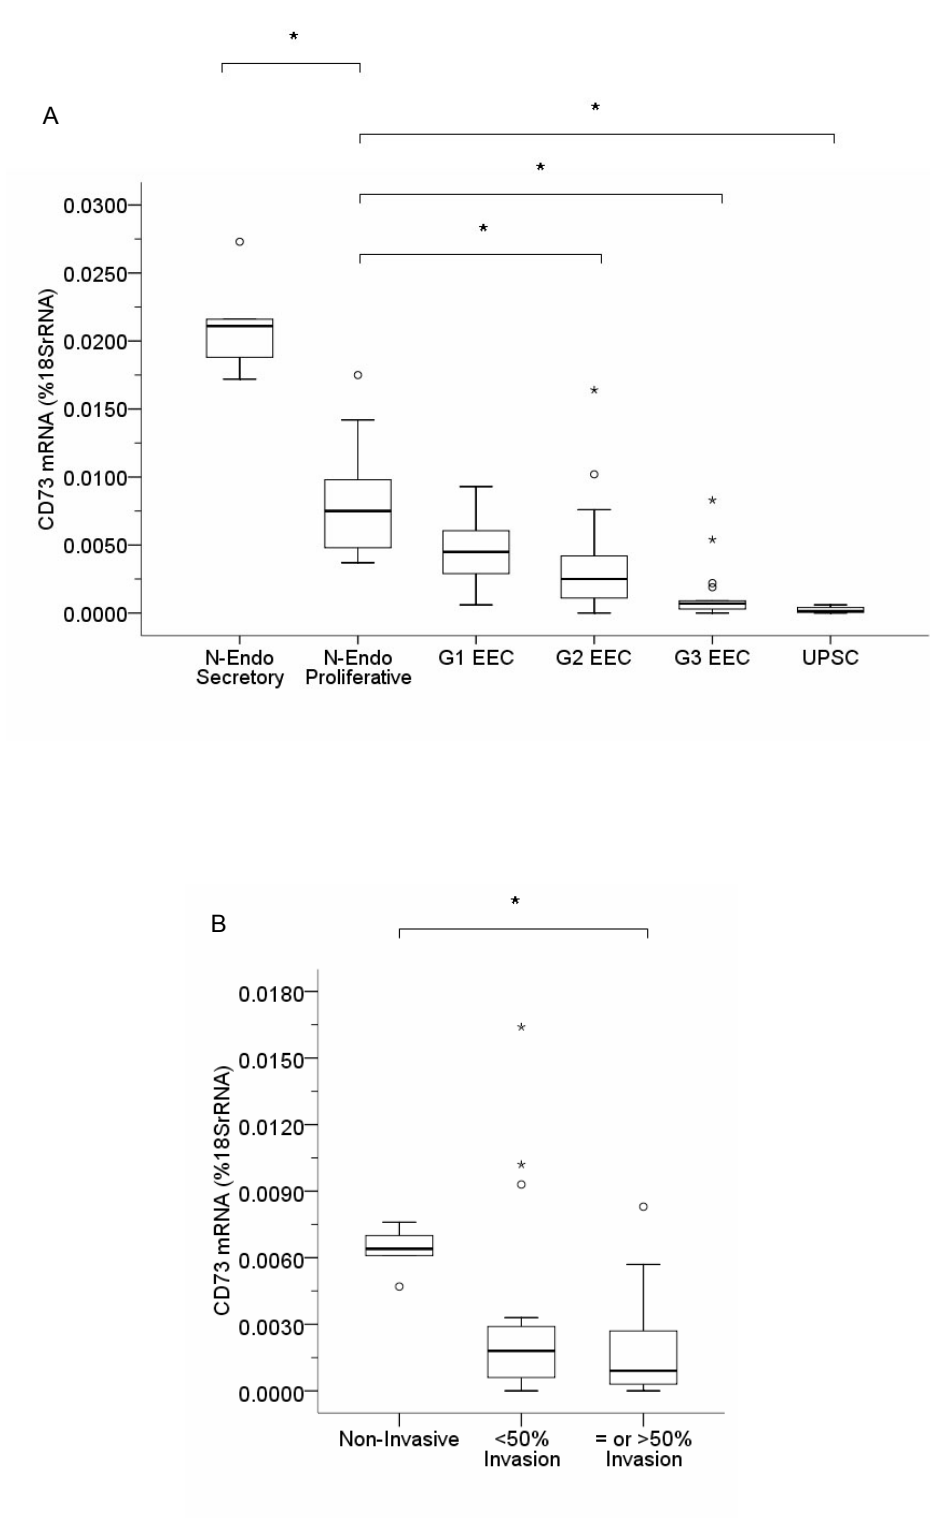 *
A
*
*
*
CD73 mRNA (%18SrRNA)
0.0300
0.0250
0.0200
0.0150
0.0100
0.0050
0.0000
N-Endo
Secretory
N-Endo
Proliferative
G1 EEC
G2 EEC
G3 EEC
UPSC
*
B
CD73 mRNA (%18SrRNA)
0.0180
0.0150
0.0120
0.0090
0.0060
0.0030
0.0000
Non-Invasive
<50%
Invasion
= or >50%
Invasion